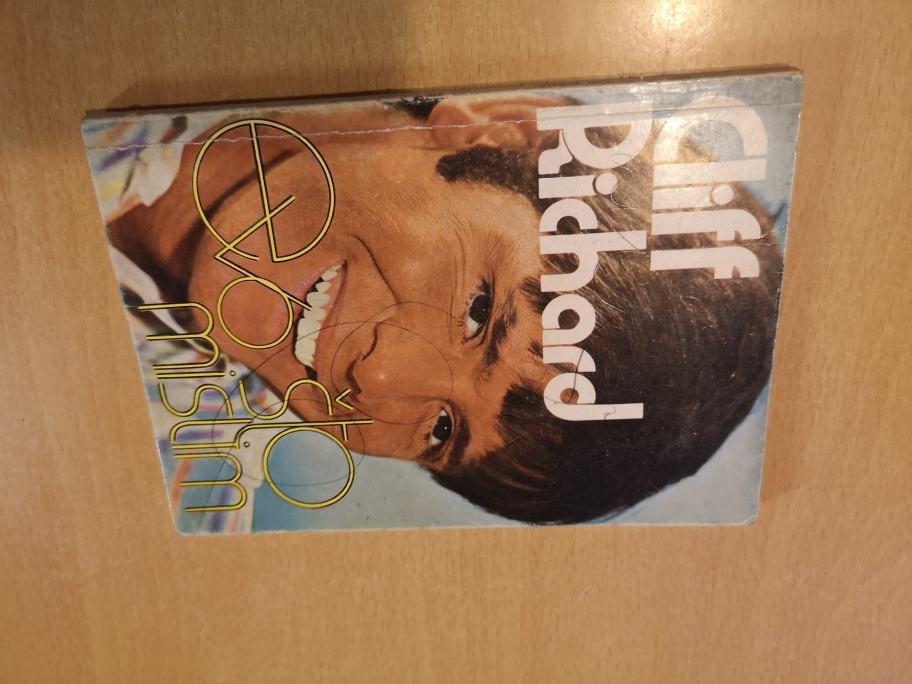 Cliff
Richard
Evo što
mislim